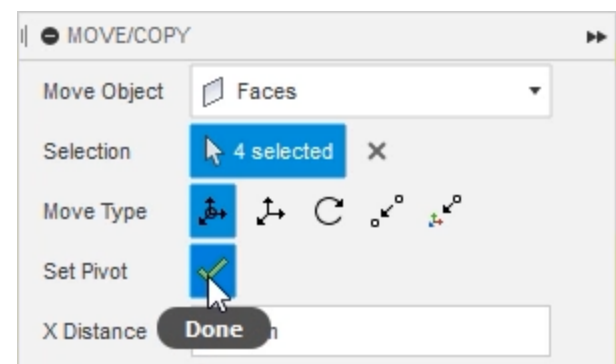 MOVE/COPY
Move Object Faces
Selection 4 selected
Move Type
Set Pivot
X Distance
Done